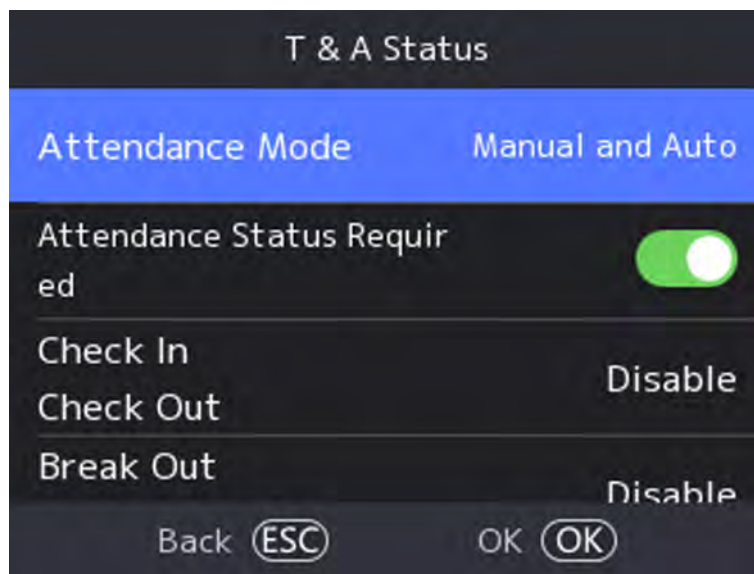 T & A Status
Attendance Mode Manual and Auto
Attendance Status Requir
ed
Check In
Disable
Check Out
Break Out
Disable
Back ESC OK OK